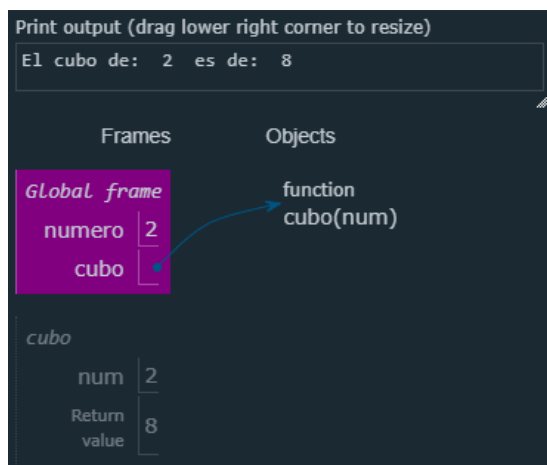 Print output (drag lower right corner to resize)
El cubo de:  2  es de:  8
Frames Objects
Global frame
numero 2
cubo
function
cubo(num)
cubo
num 2
Return
value 8